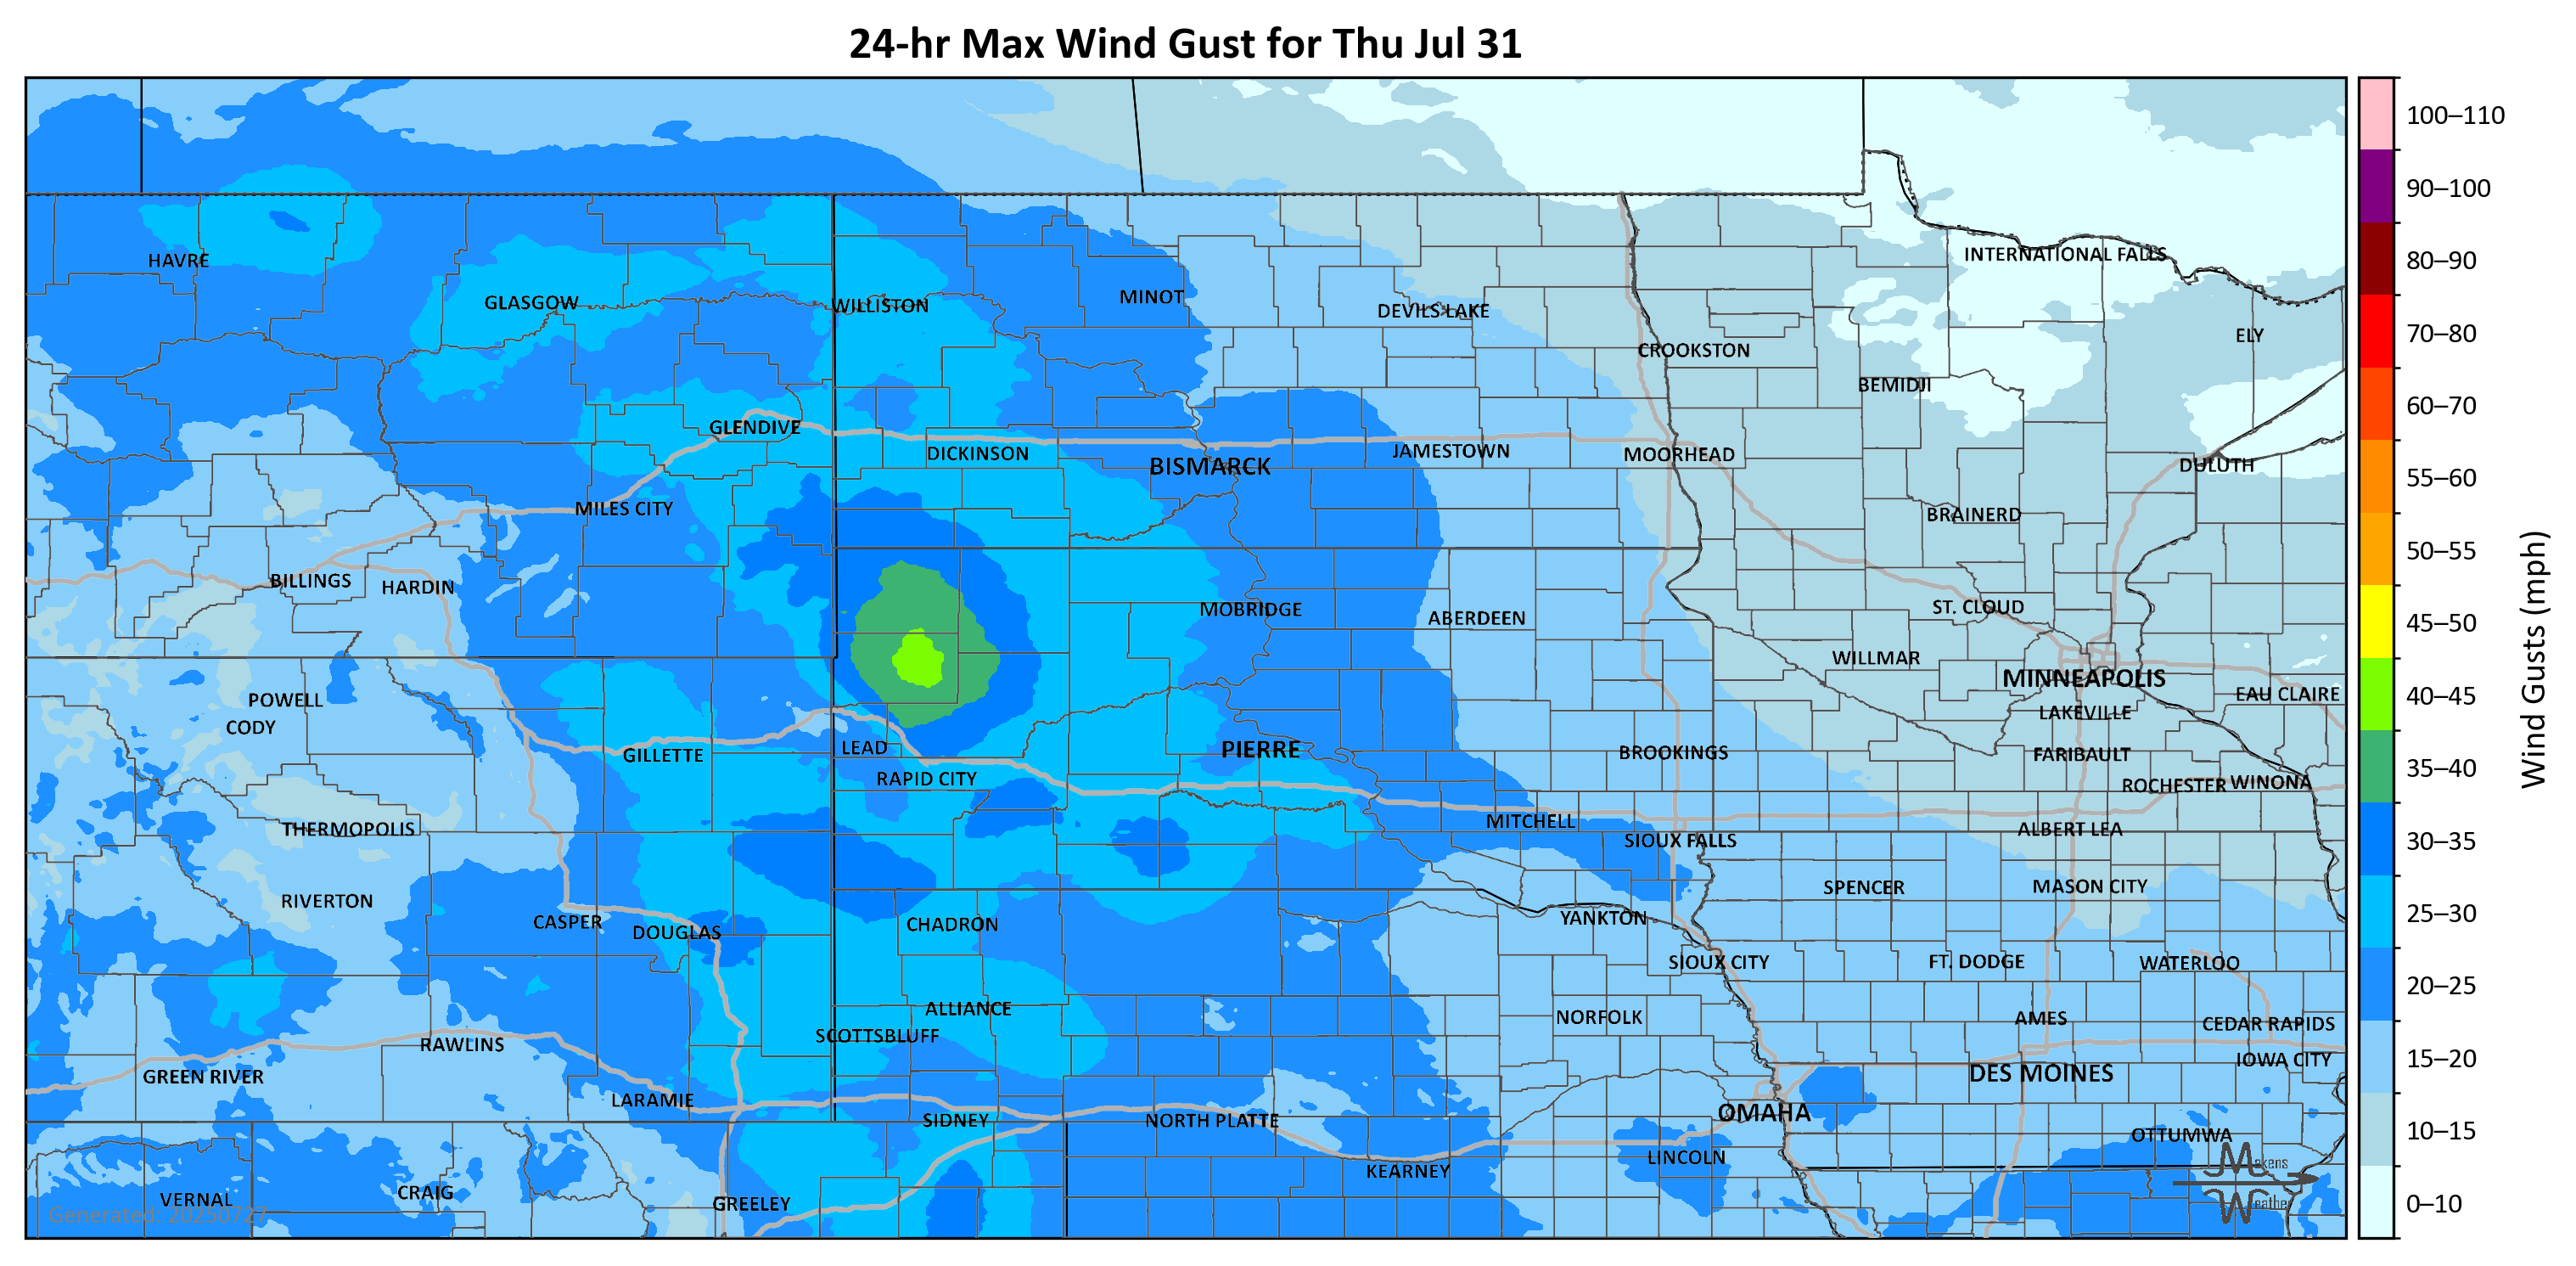 24-hr Max Wind Gust for Thu Jul 31
HAVRE
INTERNATIONAL FALLS
GLASGOW
WILLISTON
MINOT
DEVILS LAKE
ELY
CROOKSTON
BEMIDJI
GLENDIVE
DICKINSON
BISMARCK
JAMESTOWN
MOORHEAD
DULUTH
MILES CITY
BRAINERD
BILLINGS
HARDIN
MOBRIDGE
ABERDEEN
ST. CLOUD
WILLMAR
MINNEAPOLIS
POWELL
EAU CLAIRE
CODY
LAKEVILLE
GILLETTE
LEAD
PIERRE
BROOKINGS
FARIBAULT
RAPID CITY
ROCHESTER
WINONA
THERMOPOLIS
MITCHELL
ALBERT LEA
SIOUX FALLS
RIVERTON
SPENCER
MASON CITY
CASPER
DOUGLAS
CHADRON
YANKTON
SIOUX CITY
FT. DODGE
WATERLOO
ALLIANCE
NORFOLK
AMES
CEDAR RAPIDS
SCOTTSBLUFF
RAWLINS
IOWA CITY
GREEN RIVER
DES MOINES
LARAMIE
SIDNEY
NORTH PLATTE
OMAHA
OTTUMWA
KEARNEY
LINCOLN
VERNAL
CRAIG
GREELEY
Generated: 20250727
Makens
Weather
100–110
90–100
80–90
70–80
60–70
55–60
50–55
45–50
40–45
35–40
30–35
25–30
20–25
15–20
10–15
0–10
Wind Gusts (mph)